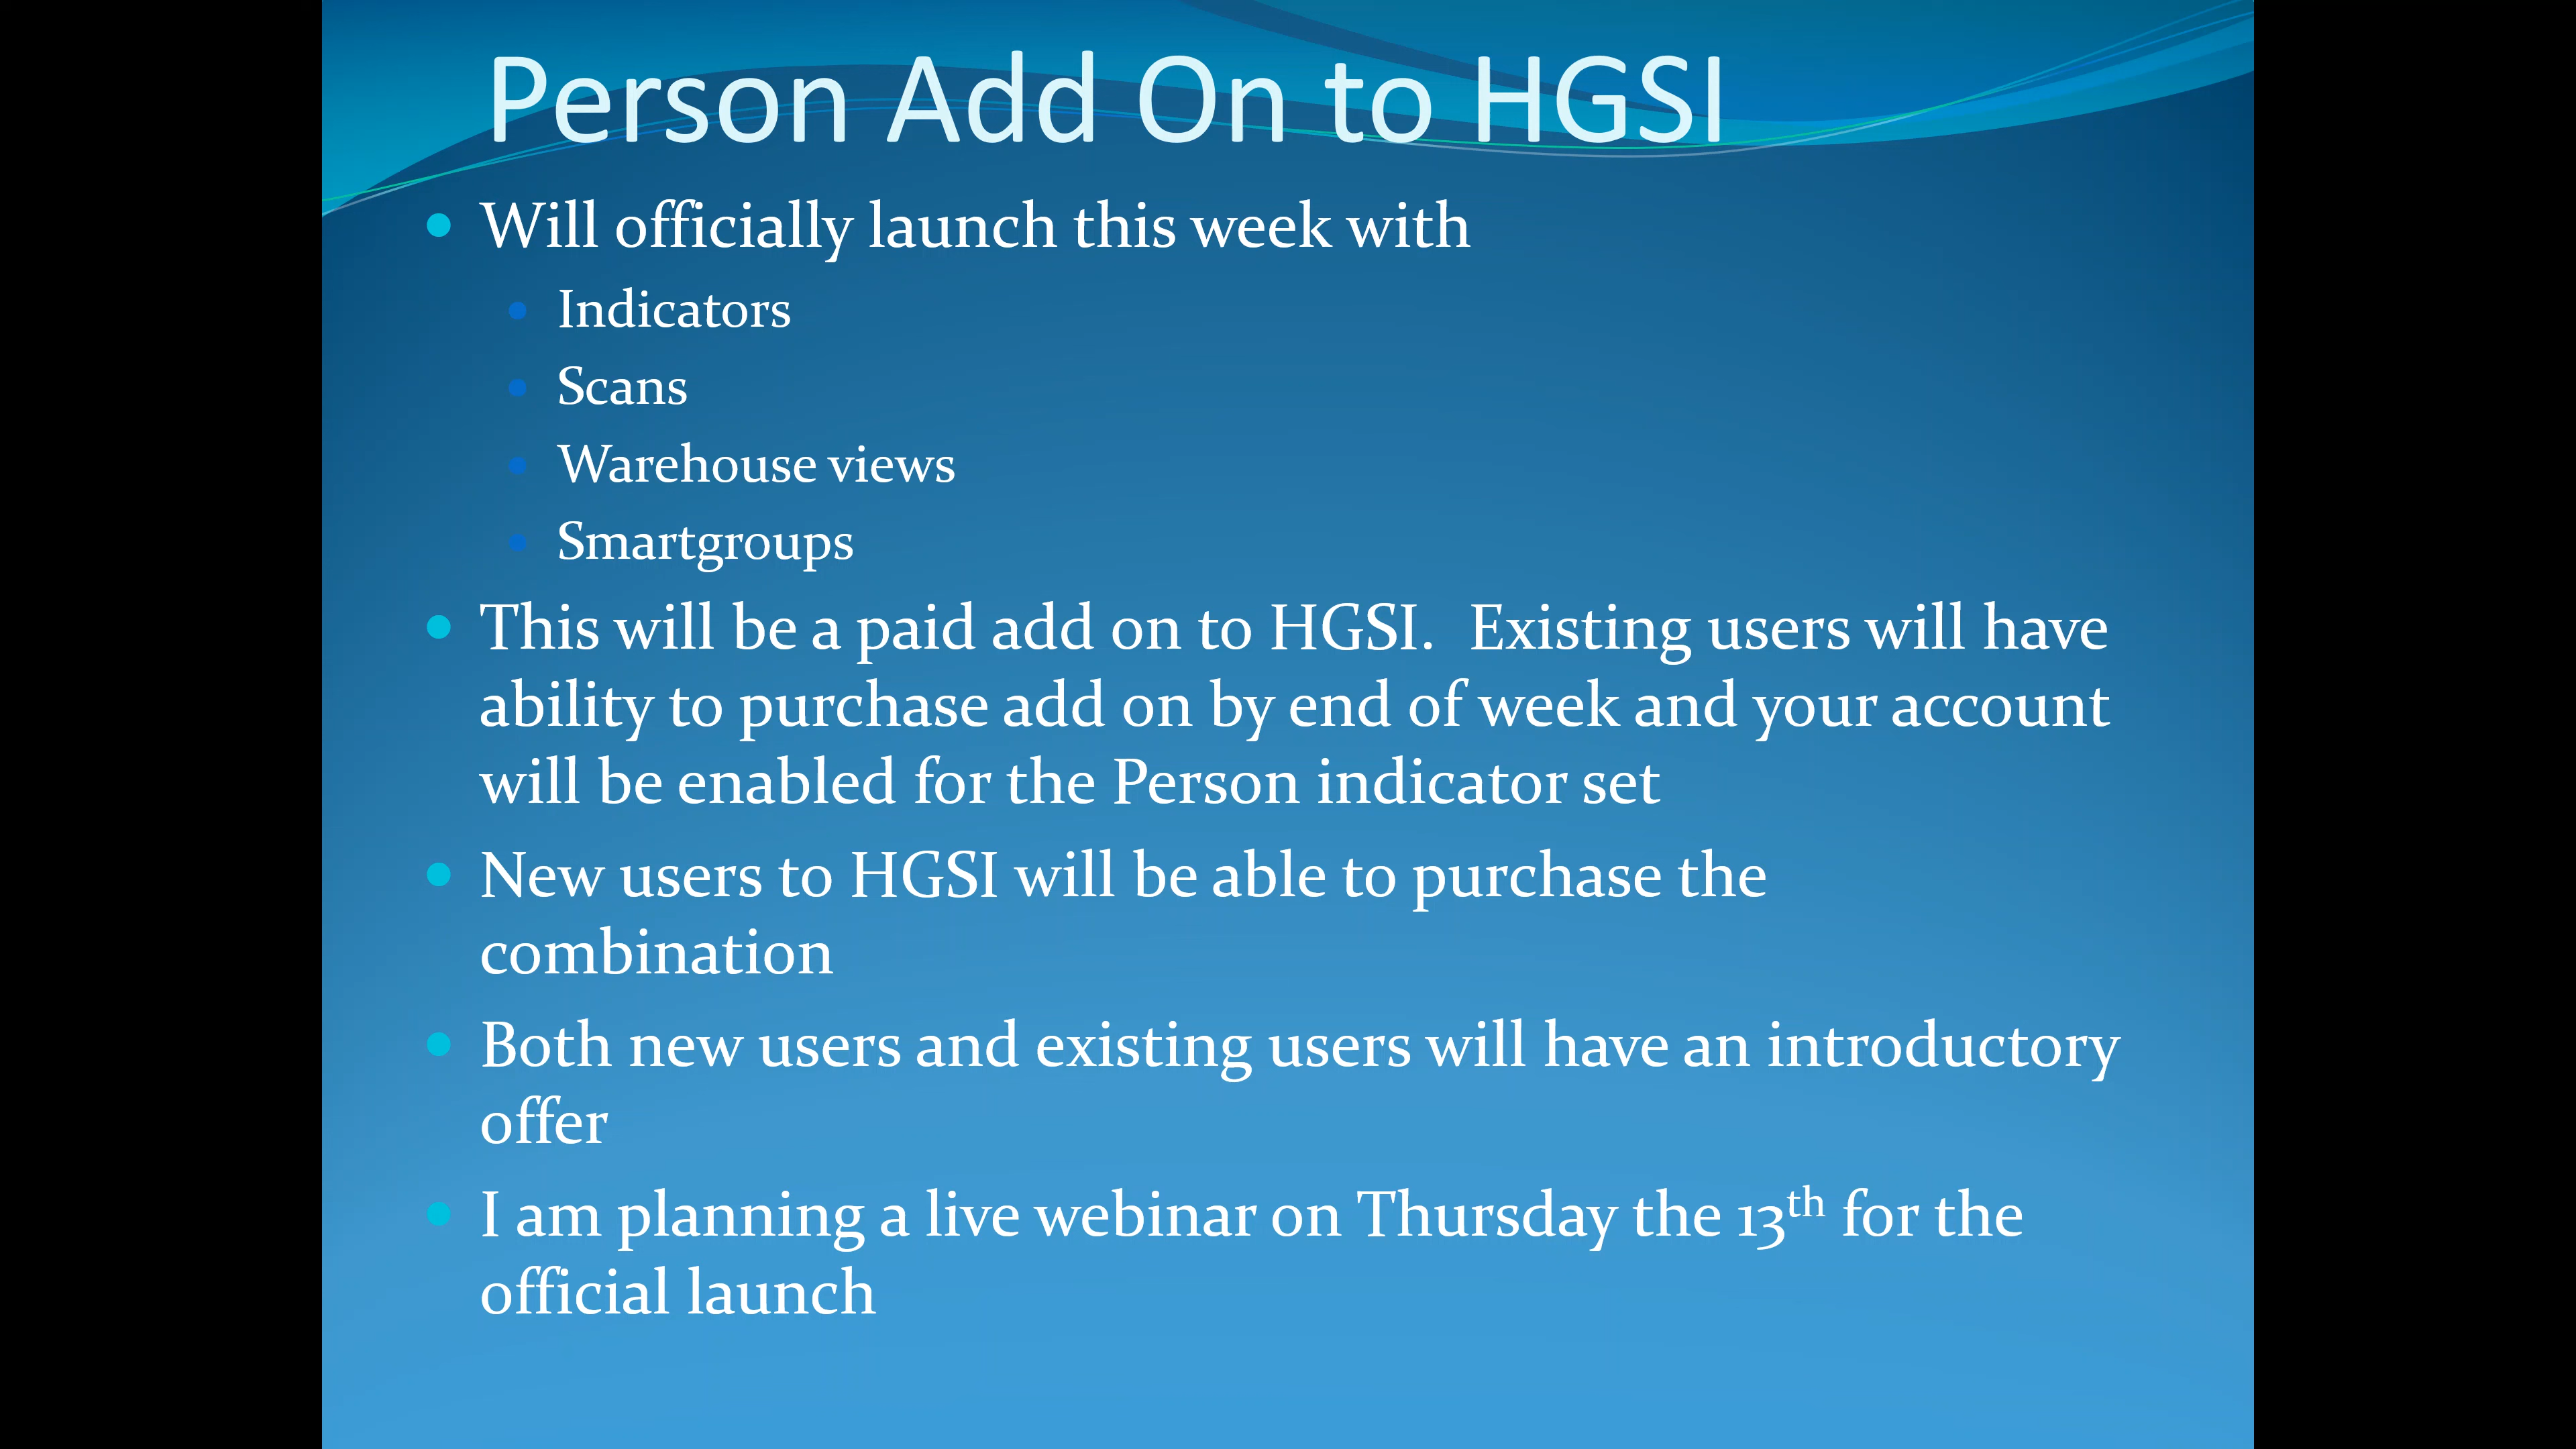 Person Add On to HGSI
Will officially launch this week with
Indicators
Scans
Warehouse views
Smartgroups
This will be a paid add on to HGSI.  Existing users will have
ability to purchase add on by end of week and your account
will be enabled for the Person indicator set
New users to HGSI will be able to purchase the
combination
Both new users and existing users will have an introductory
offer
I am planning a live webinar on Thursday the 13th for the
official launch